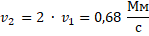 v₂ = 2 · v₁ = 0,68 Мм/с